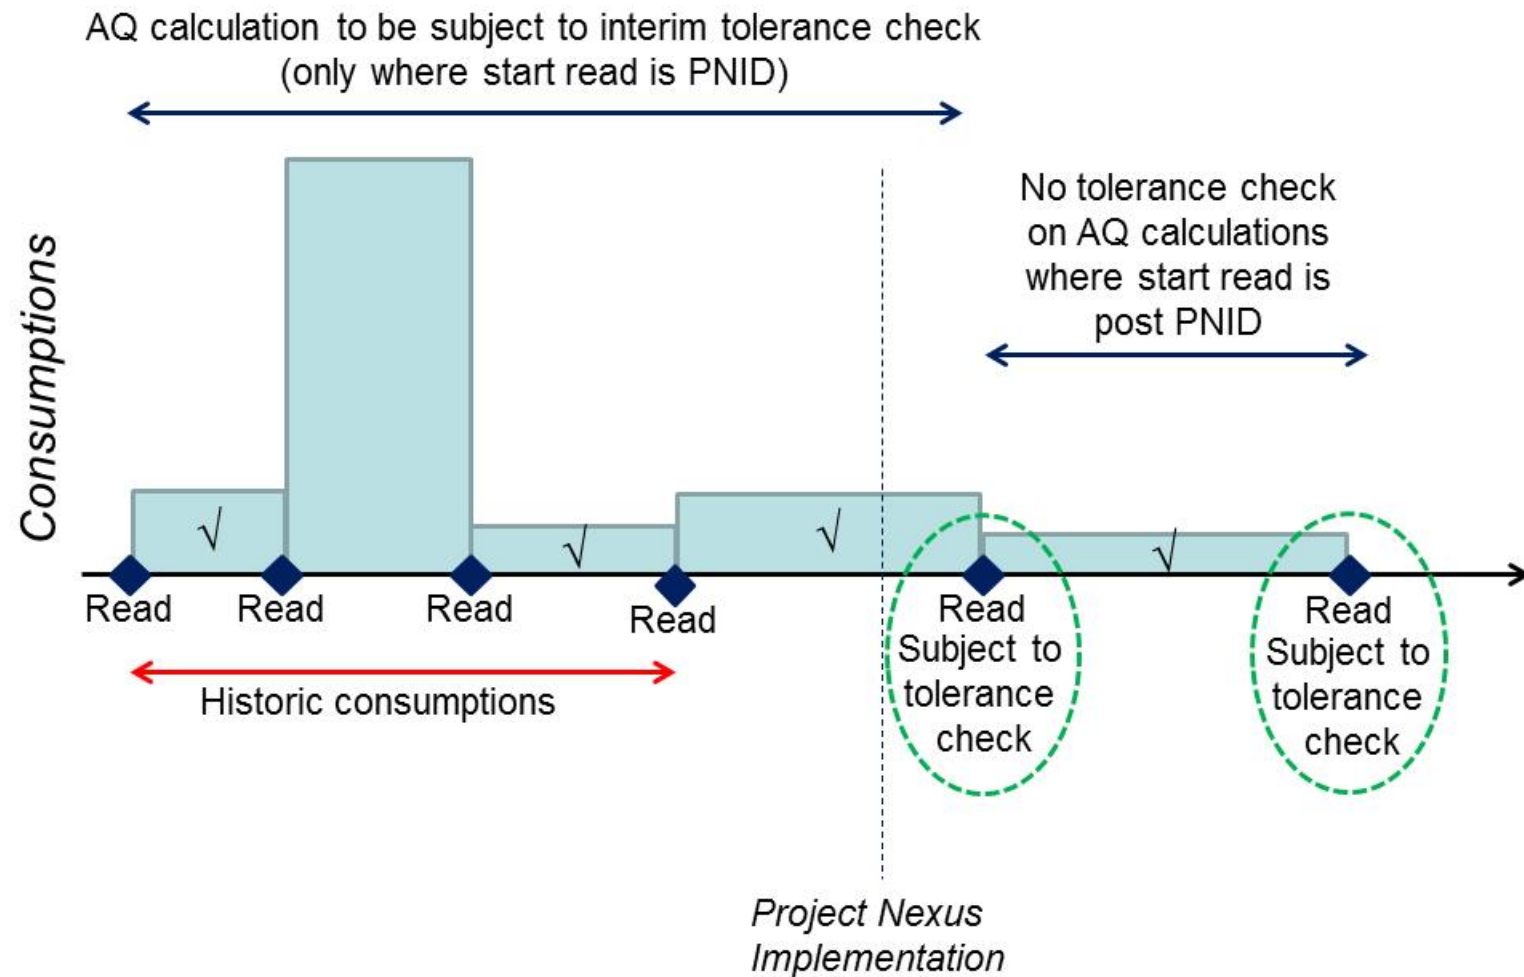 AQ calculation to be subject to interim tolerance check
(only where start read is PNID)
No tolerance check
on AQ calculations
where start read is
post PNID
Consumptions
√
√
√
√
Read
Read
Read
Read
Read
Subject to
tolerance
check
Read
Subject to
tolerance
check
Historic consumptions
Project Nexus
Implementation